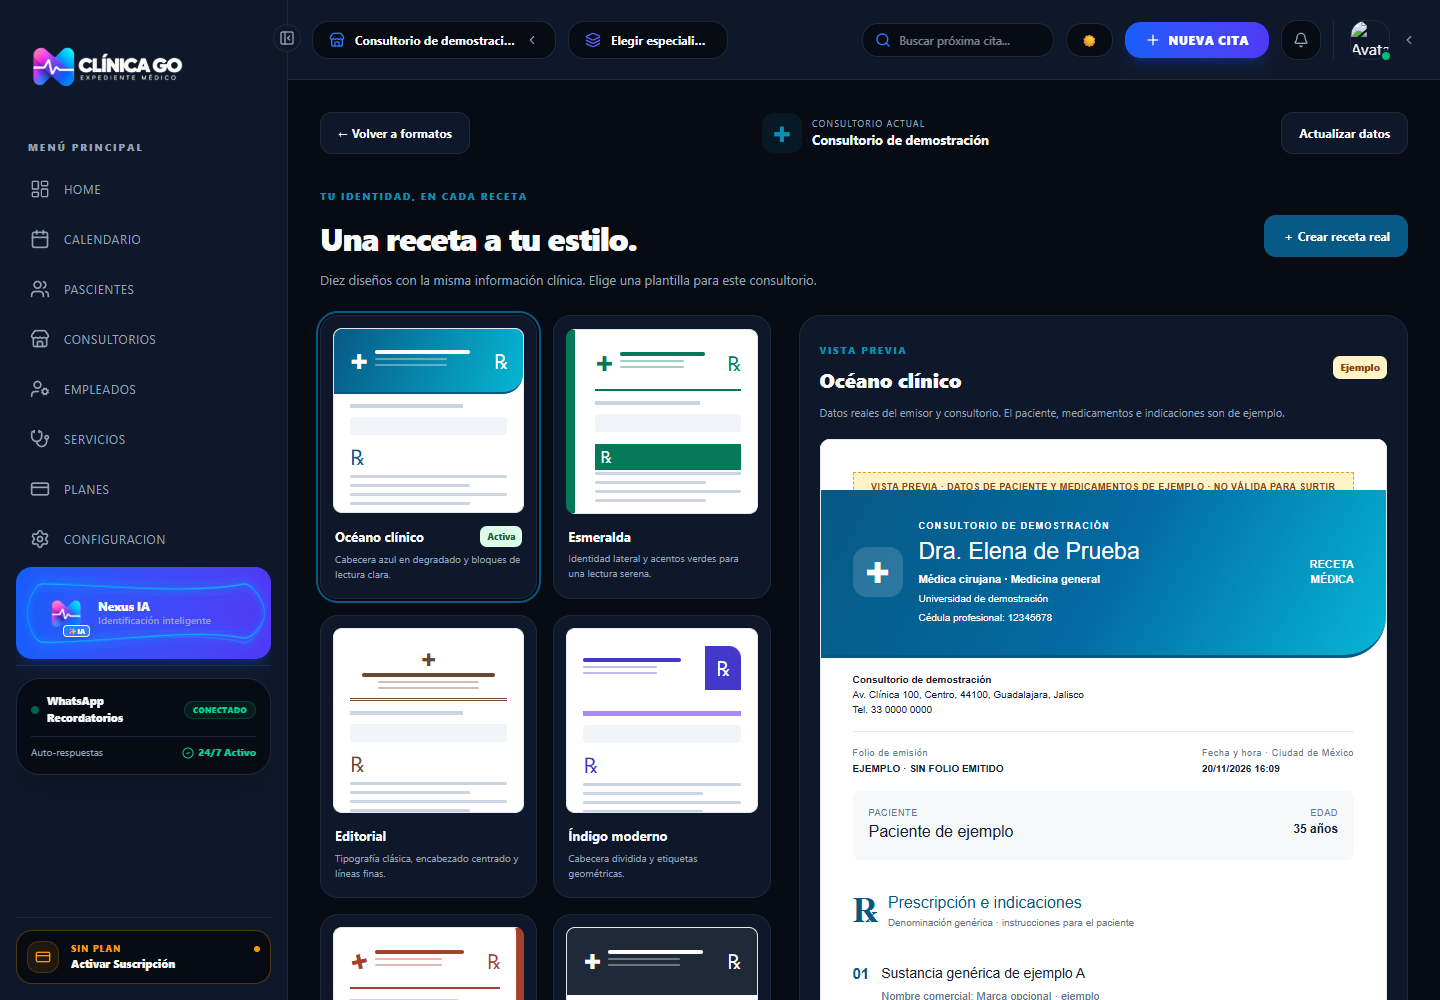 CLÍNICA GO
EXPEDIENTE MÉDICO
MENÚ PRINCIPAL
HOME
CALENDARIO
PASCIENTES
CONSULTORIOS
EMPLEADOS
SERVICIOS
PLANES
CONFIGURACION
Nexus IA
Identificación inteligente
IA
WhatsApp
Recordatorios
CONECTADO
Auto-respuestas
24/7 Activo
SIN PLAN
Activar Suscripción
Consultorio de demostraci...
Elegir especiali...
Buscar próxima cita...
+ NUEVA CITA
Avata
← Volver a formatos
CONSULTORIO ACTUAL
Consultorio de demostración
Actualizar datos
TU IDENTIDAD, EN CADA RECETA
Una receta a tu estilo.
Diez diseños con la misma información clínica. Elige una plantilla para este consultorio.
+ Crear receta real
℞
℞
Océano clínico
Activa
Cabecera azul en degradado y bloques de
lectura clara.
℞
℞
Esmeralda
Identidad lateral y acentos verdes para
una lectura serena.
℞
Editorial
Tipografía clásica, encabezado centrado y
líneas finas.
℞
℞
Índigo moderno
Cabecera dividida y etiquetas
geométricas.
℞
℞
VISTA PREVIA
Océano clínico
Ejemplo
Datos reales del emisor y consultorio. El paciente, medicamentos e indicaciones son de ejemplo.
VISTA PREVIA · DATOS DE PACIENTE Y MEDICAMENTOS DE EJEMPLO · NO VÁLIDA PARA SURTIR
CONSULTORIO DE DEMOSTRACIÓN
Dra. Elena de Prueba
Médica cirujana · Medicina general
Universidad de demostración
Cédula profesional: 12345678
RECETA
MÉDICA
Consultorio de demostración
Av. Clínica 100, Centro, 44100, Guadalajara, Jalisco
Tel. 33 0000 0000
Folio de emisión
EJEMPLO · SIN FOLIO EMITIDO
Fecha y hora · Ciudad de México
20/11/2026 16:09
PACIENTE
Paciente de ejemplo
EDAD
35 años
℞ Prescripción e indicaciones
Denominación genérica · instrucciones para el paciente
01 Sustancia genérica de ejemplo A
Nombre comercial: Marca opcional · ejemplo